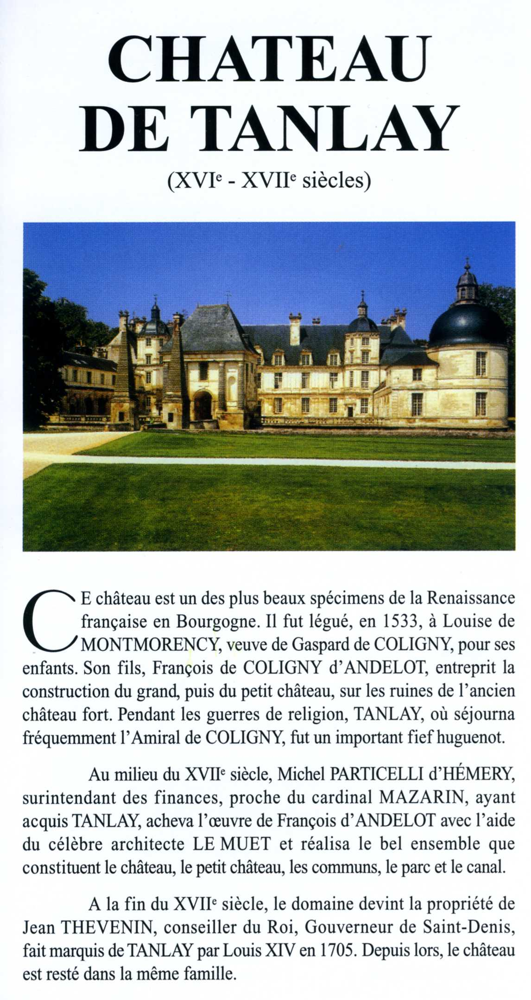 CHATEAU
DE TANLAY
(XVIe - XVIIe siècles)
CE château est un des plus beaux spécimens de la Renaissance
française en Bourgogne. Il fut légué, en 1533, à Louise de
MONTMORENCY, veuve de Gaspard de COLIGNY, pour ses
enfants. Son fils, François de COLIGNY d'ANDELOT, entreprit la
construction du grand, puis du petit château, sur les ruines de l'ancien
château fort. Pendant les guerres de religion, TANLAY, où séjourna
fréquemment l'Amiral de COLIGNY, fut un important fief huguenot.
Au milieu du XVIIe siècle, Michel PARTICELLI d'HÉMERY,
surintendant des finances, proche du cardinal MAZARIN, ayant
acquis TANLAY, acheva l'œuvre de François d'ANDELOT avec l'aide
du célèbre architecte LE MUET et réalisa le bel ensemble que
constituent le château, le petit château, les communs, le parc et le canal.
A la fin du XVIIe siècle, le domaine devint la propriété de
Jean THEVENIN, conseiller du Roi, Gouverneur de Saint-Denis,
fait marquis de TANLAY par Louis XIV en 1705. Depuis lors, le château
est resté dans la même famille.